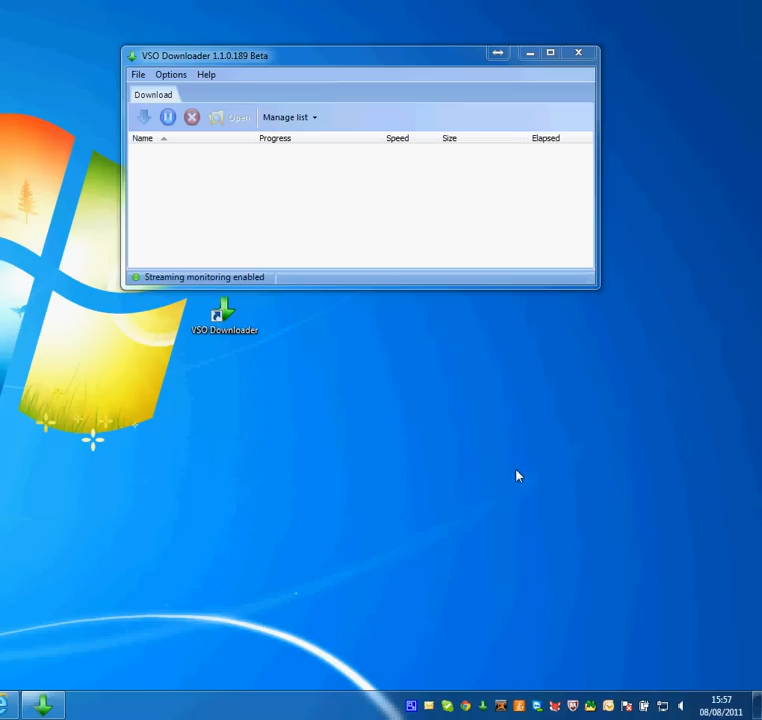 VSO Downloader 1.1.0.189 Beta
File Options Help
Download
Open Manage list
Name Progress Speed Size Elapsed
Streaming monitoring enabled
VSO Downloader
15:57
08/08/2011